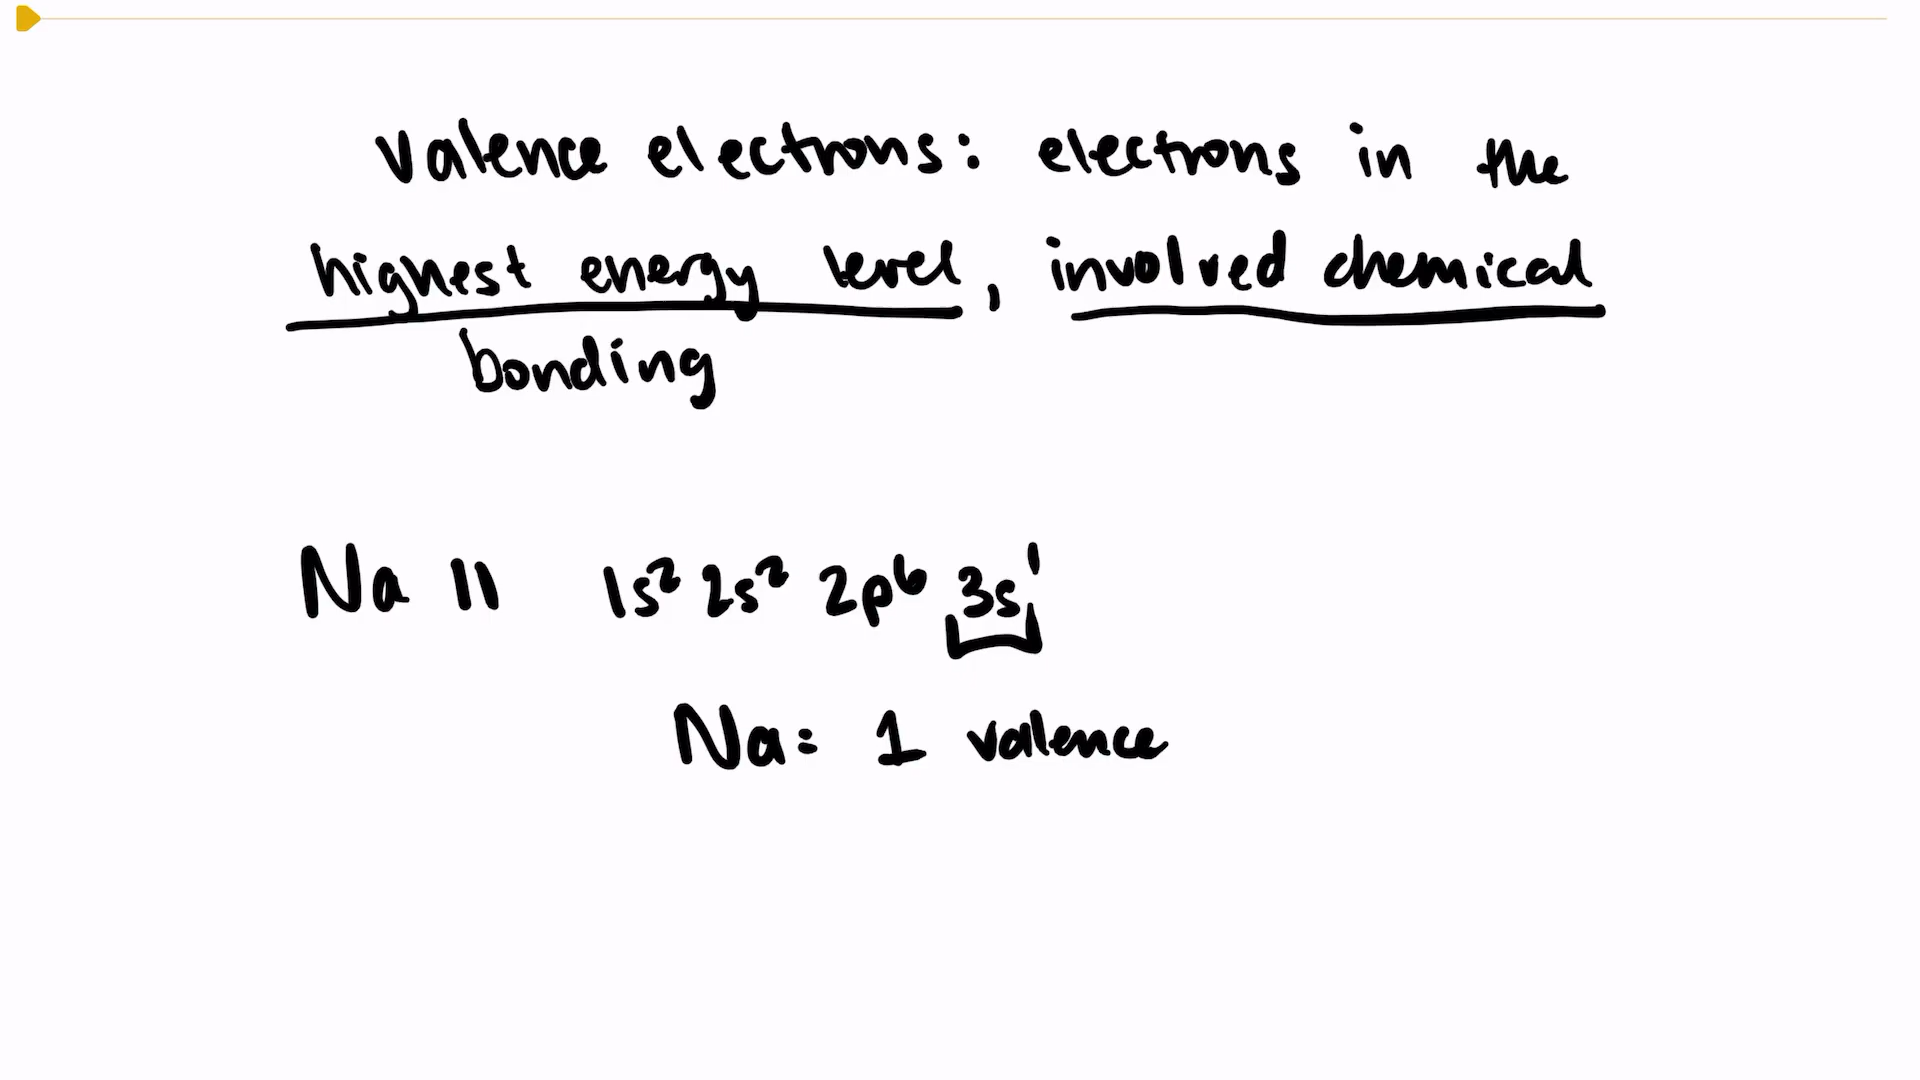 Valence electrons: electrons in the
highest energy level, involved chemical
bonding
Na 11 1s² 2s² 2p⁶ 3s¹
Na: 1 valence